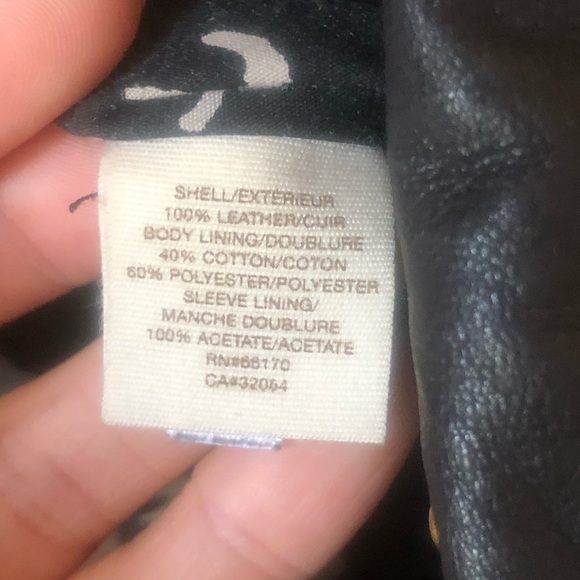 SHELL/EXTERIEUR
100% LEATHER/CUIR
BODY LINING/DOUBLURE
40% COTTON/COTON
60% POLYESTER/POLYESTER
SLEEVE LINING/
MANCHE DOUBLURE
100% ACETATE/ACETATE
RN#66170
CA#32054